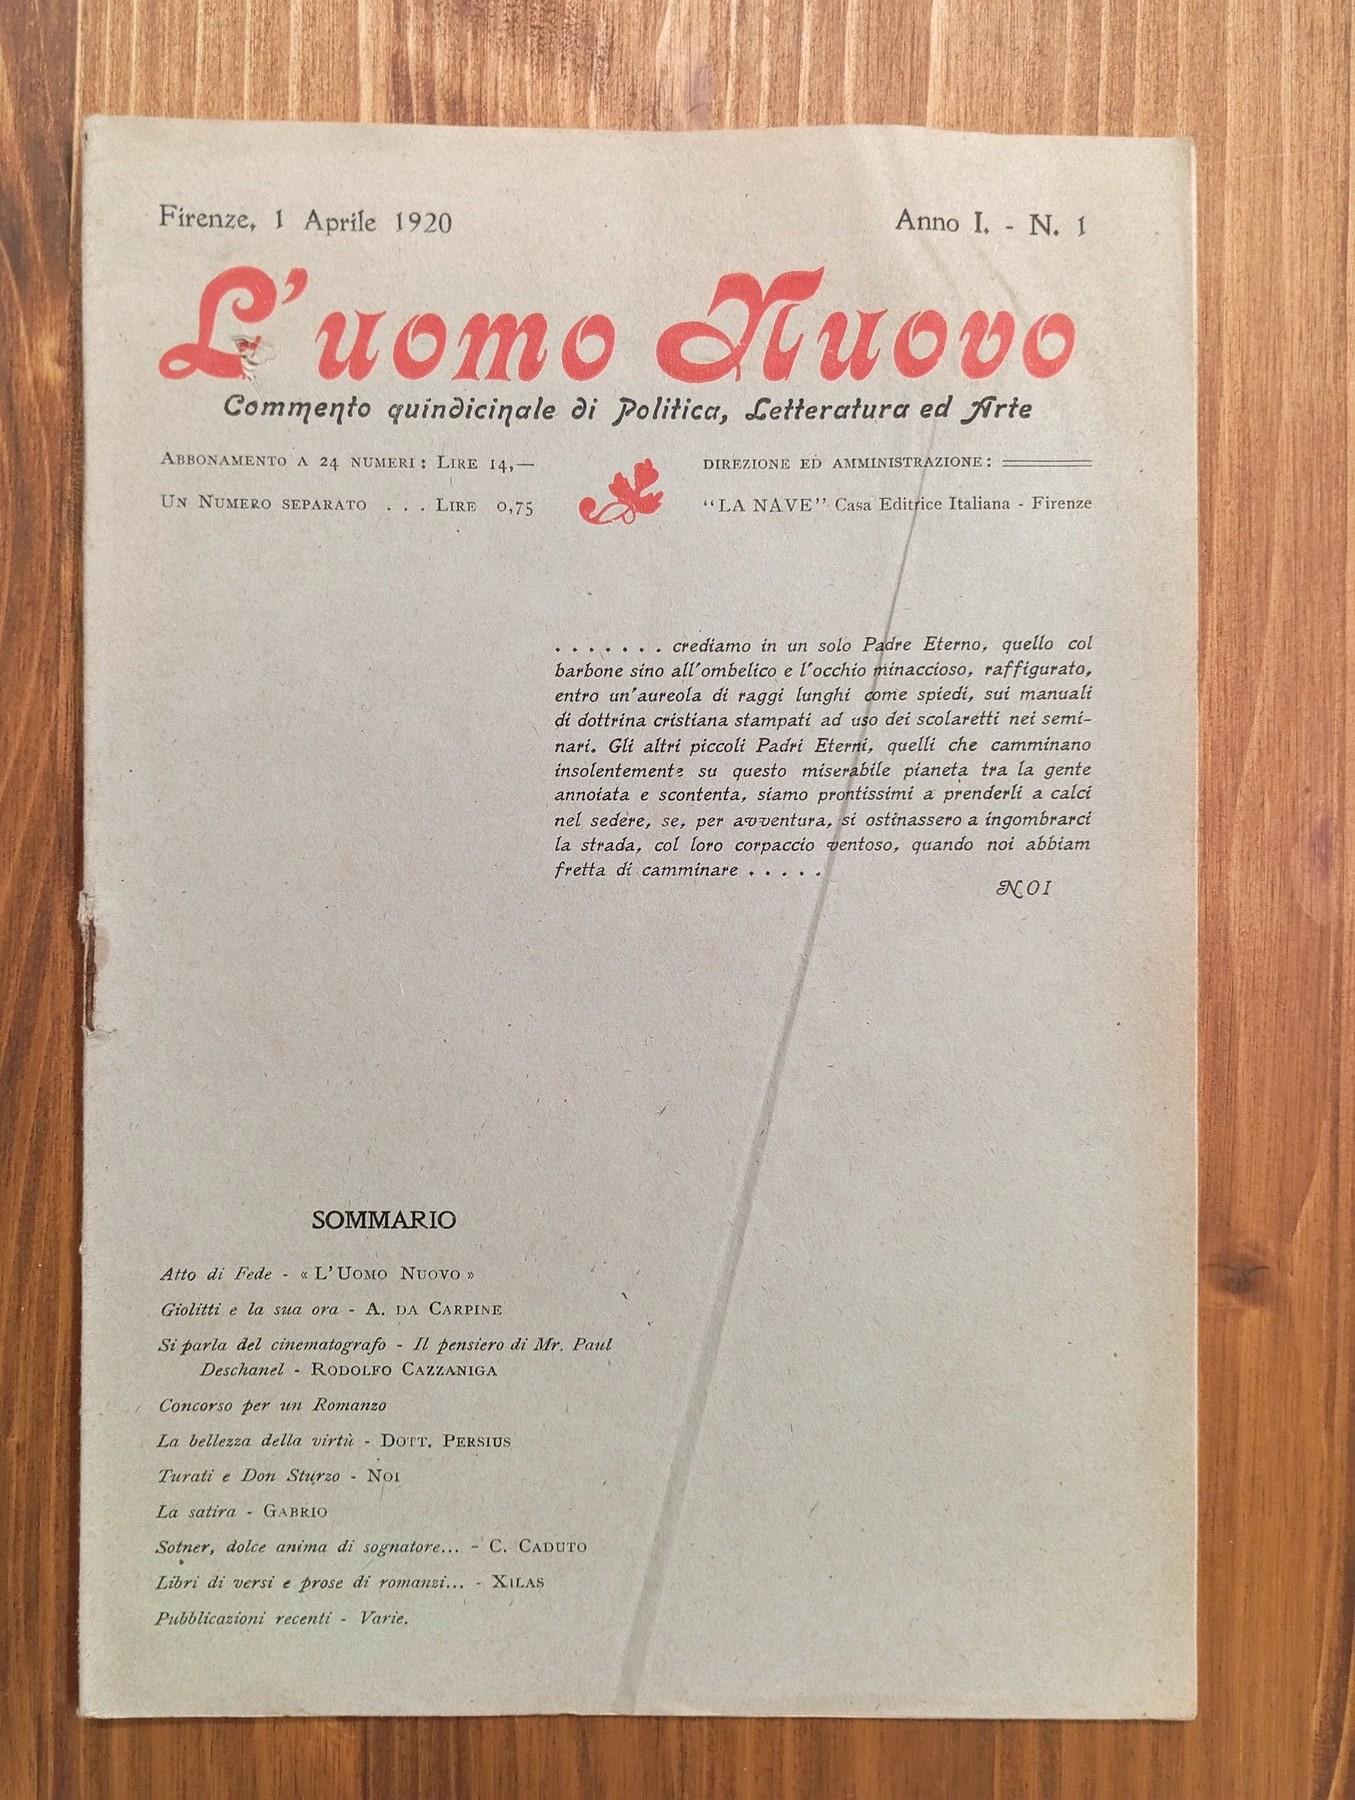 Firenze, 1 Aprile 1920
Anno I. - N. 1
L'uomo Nuovo
Commento quindicinale di Politica, Letteratura ed Arte
ABBONAMENTO A 24 NUMERI: LIRE 14,—
UN NUMERO SEPARATO . . . LIRE 0,75
DIREZIONE ED AMMINISTRAZIONE:
“LA NAVE” Casa Editrice Italiana - Firenze
. . . . . . . crediamo in un solo Padre Eterno, quello col
barbone sino all'ombelico e l'occhio minaccioso, raffigurato,
entro un'aureola di raggi lunghi come spiedi, sui manuali
di dottrina cristiana stampati ad uso dei scolaretti nei semi-
nari. Gli altri piccoli Padri Eterni, quelli che camminano
insolentemente su questo miserabile pianeta tra la gente
annoiata e scontenta, siamo prontissimi a prenderli a calci
nel sedere, se, per avventura, si ostinassero a ingombrarci
la strada, col loro corpaccio ventoso, quando noi abbiam
fretta di camminare . . . . .
NOI
SOMMARIO
Atto di Fede - « L'UOMO NUOVO »
Giolitti e la sua ora - A. DA CARPINE
Si parla del cinematografo - Il pensiero di Mr. Paul
Deschanel - RODOLFO CAZZANIGA
Concorso per un Romanzo
La bellezza della virtù - DOTT. PERSIUS
Turati e Don Sturzo - NOI
La satira - GABRIO
Sotner, dolce anima di sognatore... - C. CADUTO
Libri di versi e prose di romanzi... - XILAS
Pubblicazioni recenti - Varie.